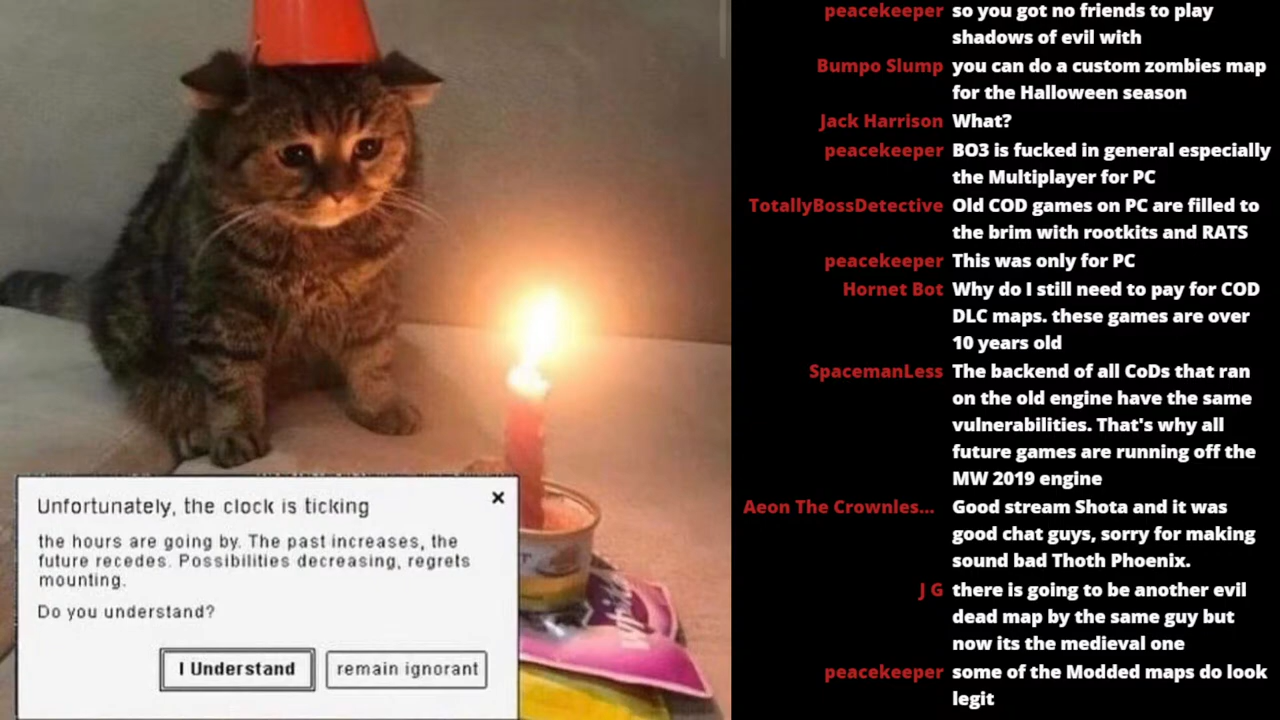 Unfortunately, the clock is ticking
the hours are going by. The past increases, the
future recedes. Possibilities decreasing, regrets
mounting.
Do you understand?
I Understand
remain ignorant
peacekeeper so you got no friends to play
shadows of evil with
Bumpo Slump you can do a custom zombies map
for the Halloween season
Jack Harrison What?
peacekeeper BO3 is fucked in general especially
the Multiplayer for PC
TotallyBossDetective Old COD games on PC are filled to
the brim with rootkits and RATS
peacekeeper This was only for PC
Hornet Bot Why do I still need to pay for COD
DLC maps. these games are over
10 years old
SpacemanLess The backend of all CoDs that ran
on the old engine have the same
vulnerabilities. That's why all
future games are running off the
MW 2019 engine
Aeon The Crownles... Good stream Shota and it was
good chat guys, sorry for making
sound bad Thoth Phoenix.
J G there is going to be another evil
dead map by the same guy but
now its the medieval one
peacekeeper some of the Modded maps do look
legit